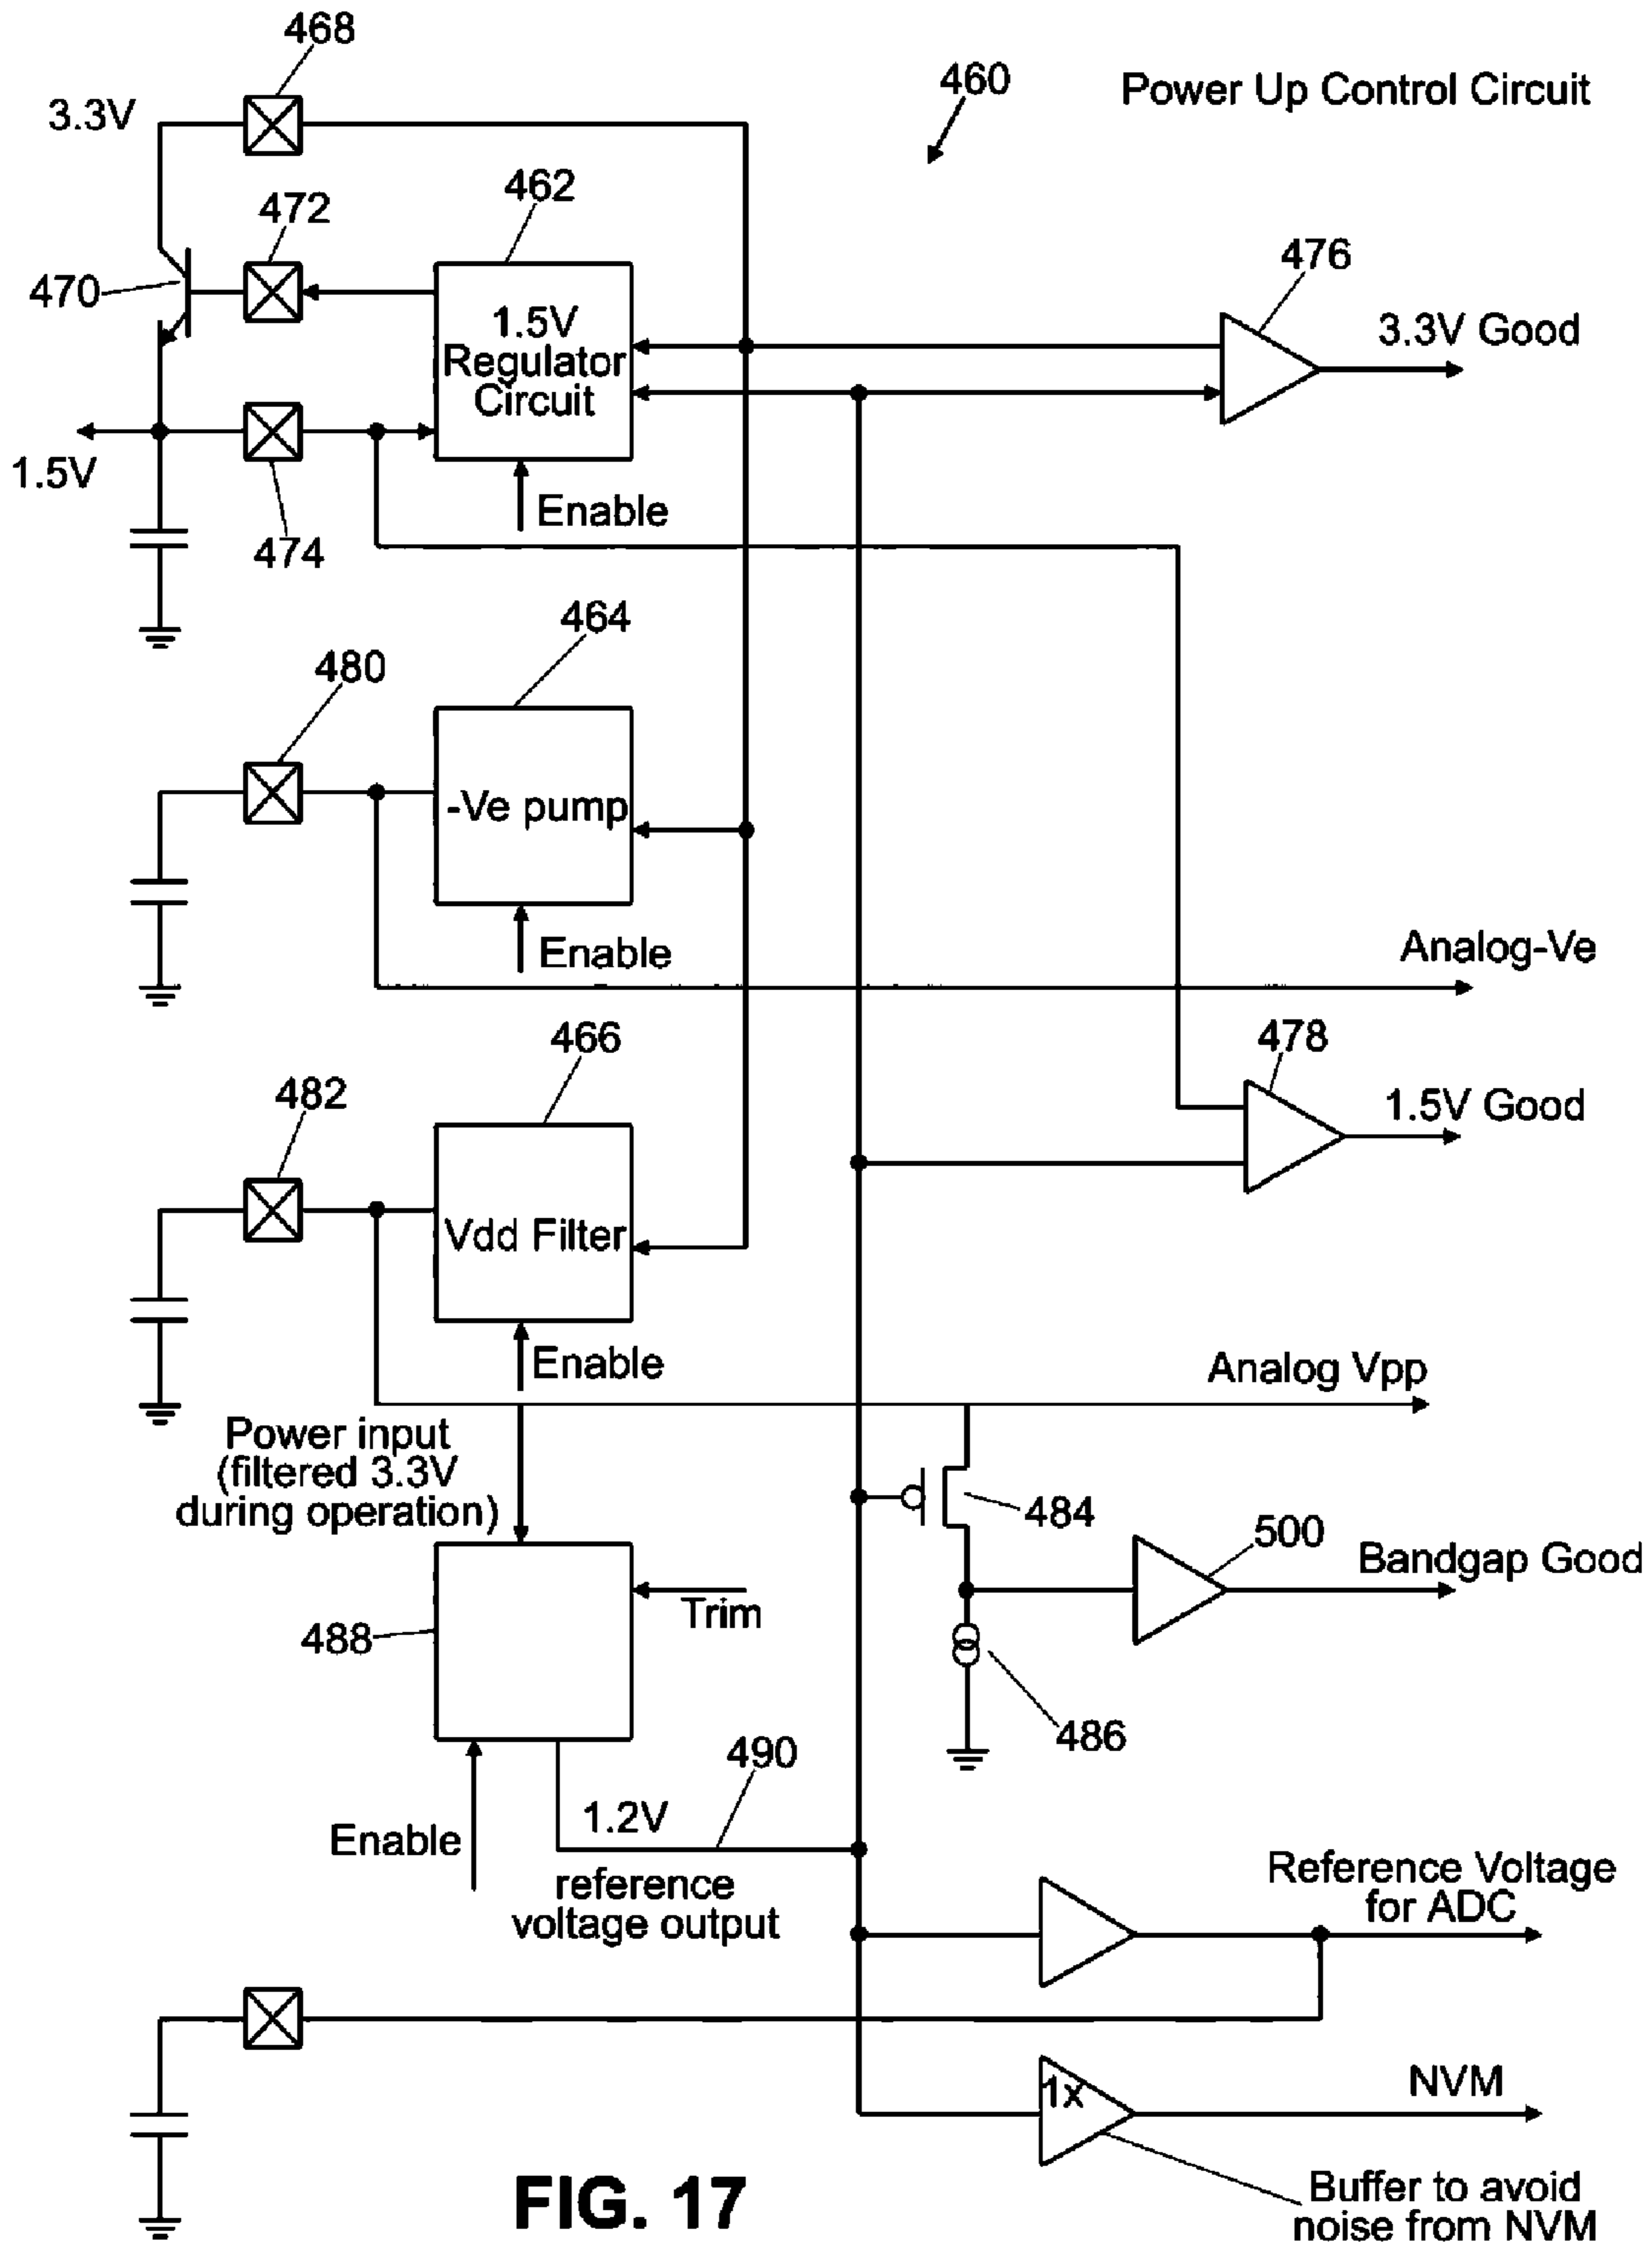 468
3.3V
460
Power Up Control Circuit
472
462
470
1.5V
Regulator
Circuit
476
3.3V Good
1.5V
474
Enable
464
480
-Ve pump
Enable
Analog-Ve
466
478
482
1.5V Good
Vdd Filter
Enable
Analog Vpp
Power input
(filtered 3.3V
during operation)
484
500
Bandgap Good
Trim
488
486
490
1.2V
Enable
reference
voltage output
Reference Voltage
for ADC
1x
NVM
Buffer to avoid
noise from NVM
FIG. 17